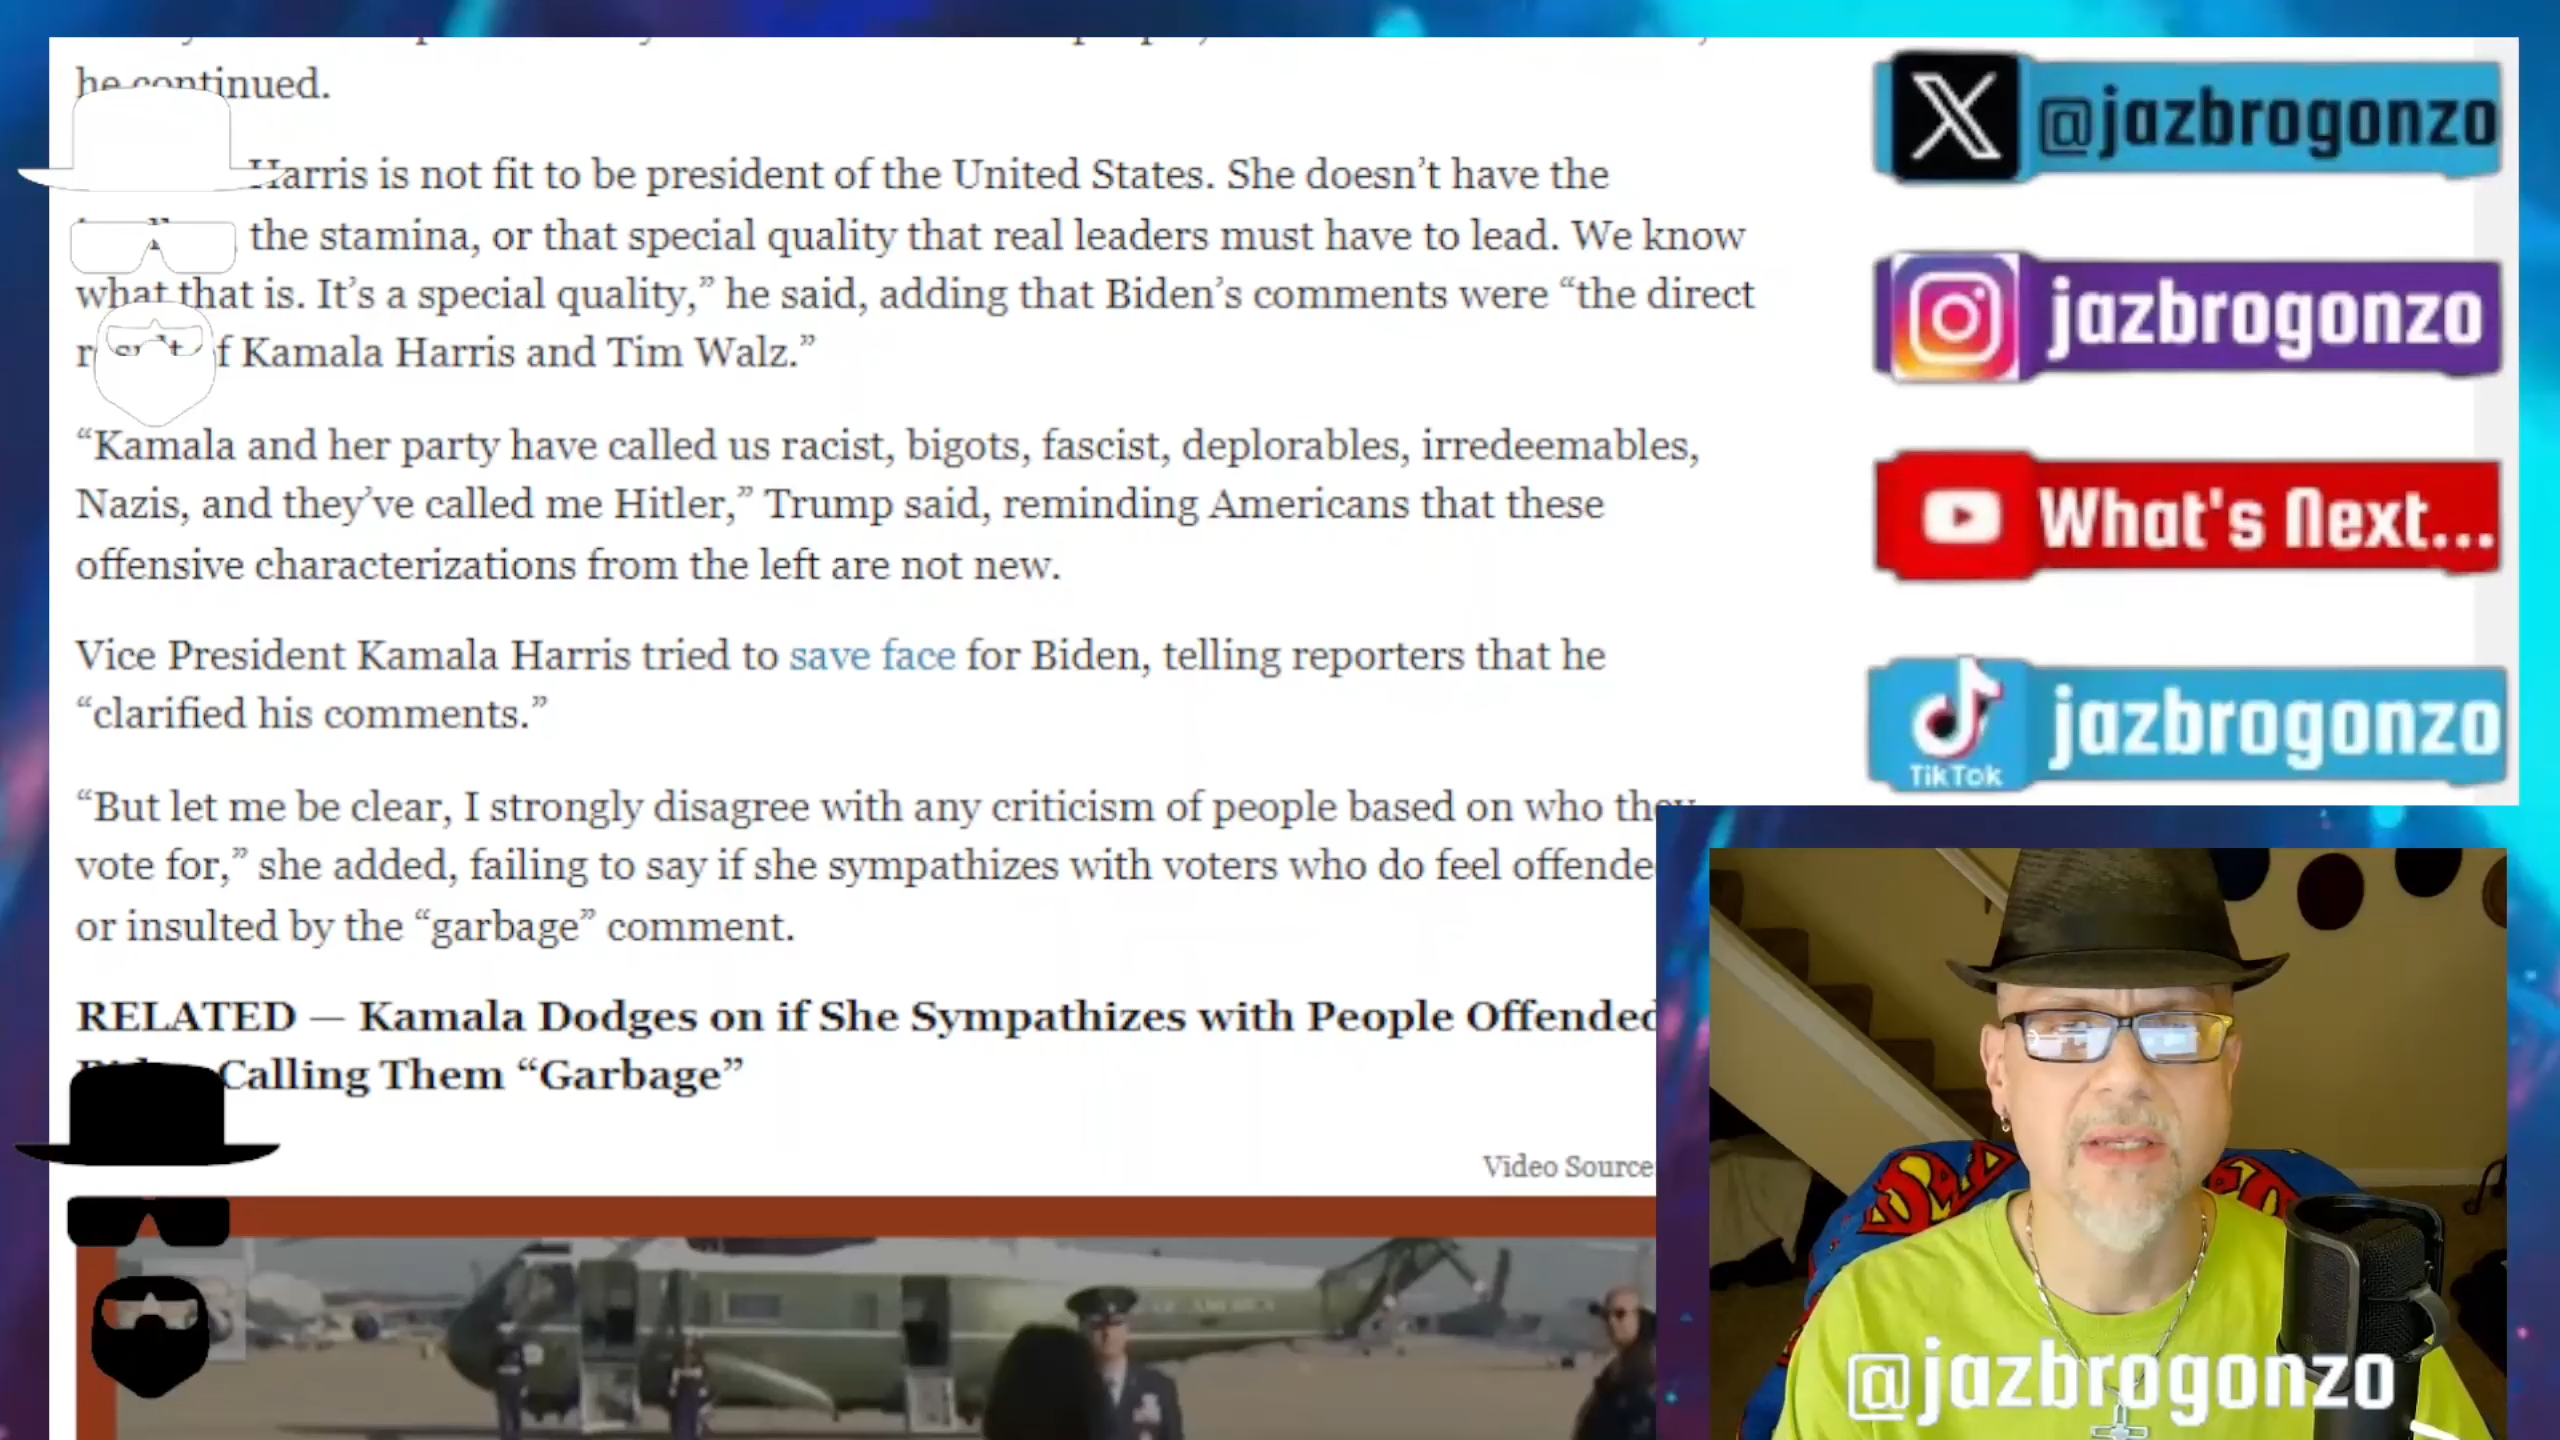 he continued.
Harris is not fit to be president of the United States. She doesn’t have the
the stamina, or that special quality that real leaders must have to lead. We know
what that is. It’s a special quality,” he said, adding that Biden’s comments were “the direct
result of Kamala Harris and Tim Walz.”
“Kamala and her party have called us racist, bigots, fascist, deplorables, irredeemables,
Nazis, and they’ve called me Hitler,” Trump said, reminding Americans that these
offensive characterizations from the left are not new.
Vice President Kamala Harris tried to save face for Biden, telling reporters that he
“clarified his comments.”
“But let me be clear, I strongly disagree with any criticism of people based on who they
vote for,” she added, failing to say if she sympathizes with voters who do feel offended
or insulted by the “garbage” comment.
RELATED — Kamala Dodges on if She Sympathizes with People Offended
Calling Them “Garbage”
Video Source
@jazbrogonzo
jazbrogonzo
What's Next...
TikTok
jazbrogonzo
@jazbrogonzo